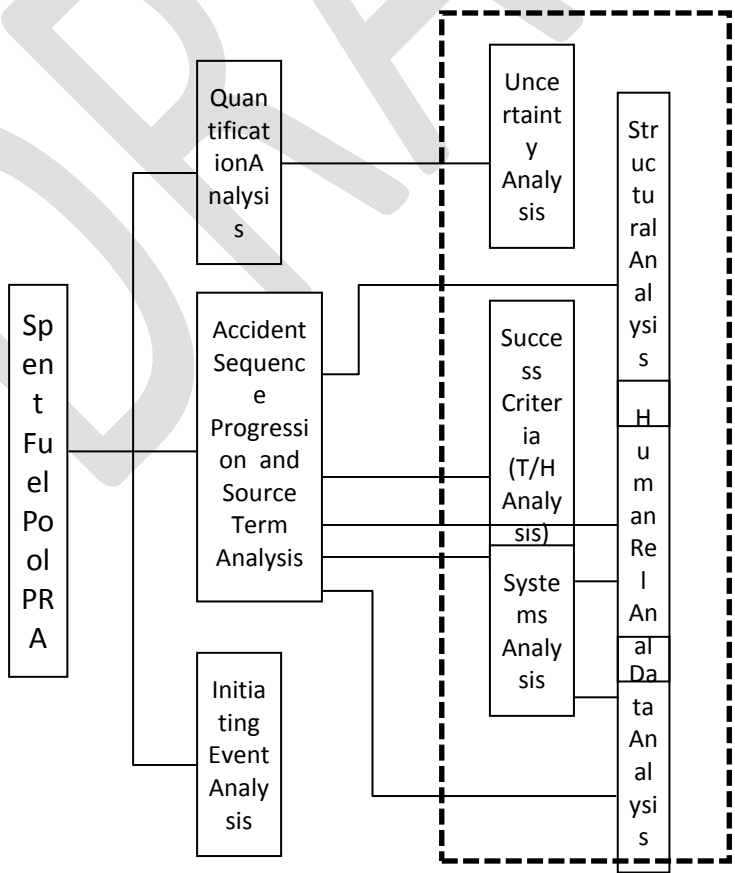 Sp
en
t
Fu
el
Po
ol
PR
A
Quan
tificat
ionA
nalysi
s
Accident
Sequenc
e
Progressi
on and
Source
Term
Analysis
Initia
ting
Event
Analy
sis
Unce
rtaint
y
Analy
sis
Succe
ss
Criter
ia
(T/H
Analy
sis)
Syste
ms
Analy
sis
Str
uc
tu
ral
An
al
ysi
s
H
u
m
an
Re
l
An
al
Da
ta
An
al
ysi
s
DRA